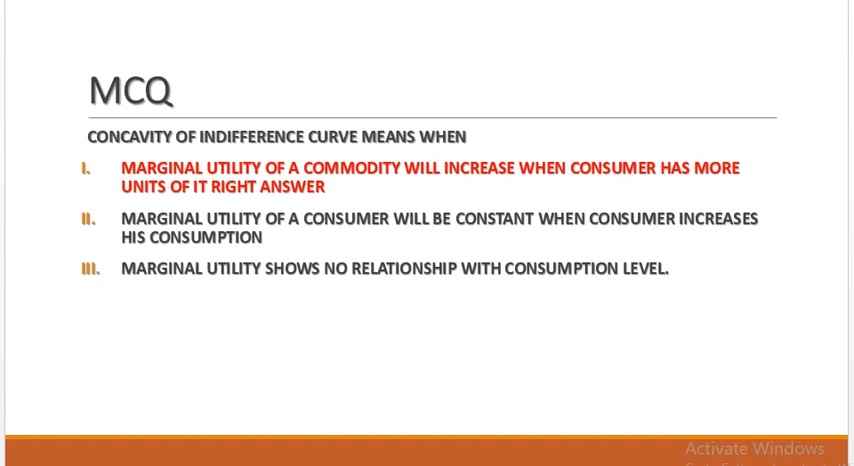 MCQ
CONCAVITY OF INDIFFERENCE CURVE MEANS WHEN
I. MARGINAL UTILITY OF A COMMODITY WILL INCREASE WHEN CONSUMER HAS MORE
UNITS OF IT RIGHT ANSWER
II. MARGINAL UTILITY OF A CONSUMER WILL BE CONSTANT WHEN CONSUMER INCREASES
HIS CONSUMPTION
III. MARGINAL UTILITY SHOWS NO RELATIONSHIP WITH CONSUMPTION LEVEL.
Activate Windows